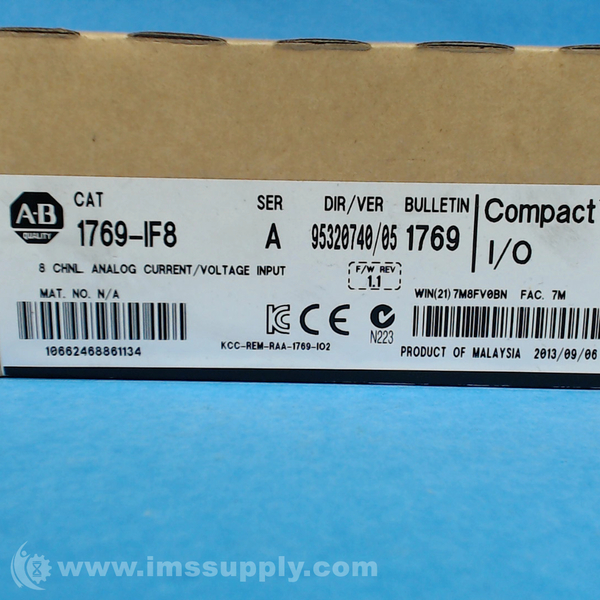 A-B
QUALITY
CAT
1769-IF8
SER
A
DIR/VER
95320740/05
BULLETIN
1769
Compact
I/O
8 CHNL. ANALOG CURRENT/VOLTAGE INPUT
F/W REV
1.1
MAT. NO. N/A
10662468861134
KCC-REM-RAA-1769-IO2
CE
N223
WIN(21) 7M8FV0BN FAC. 7M
PRODUCT OF MALAYSIA 2013/09/06
www.imssupply.com